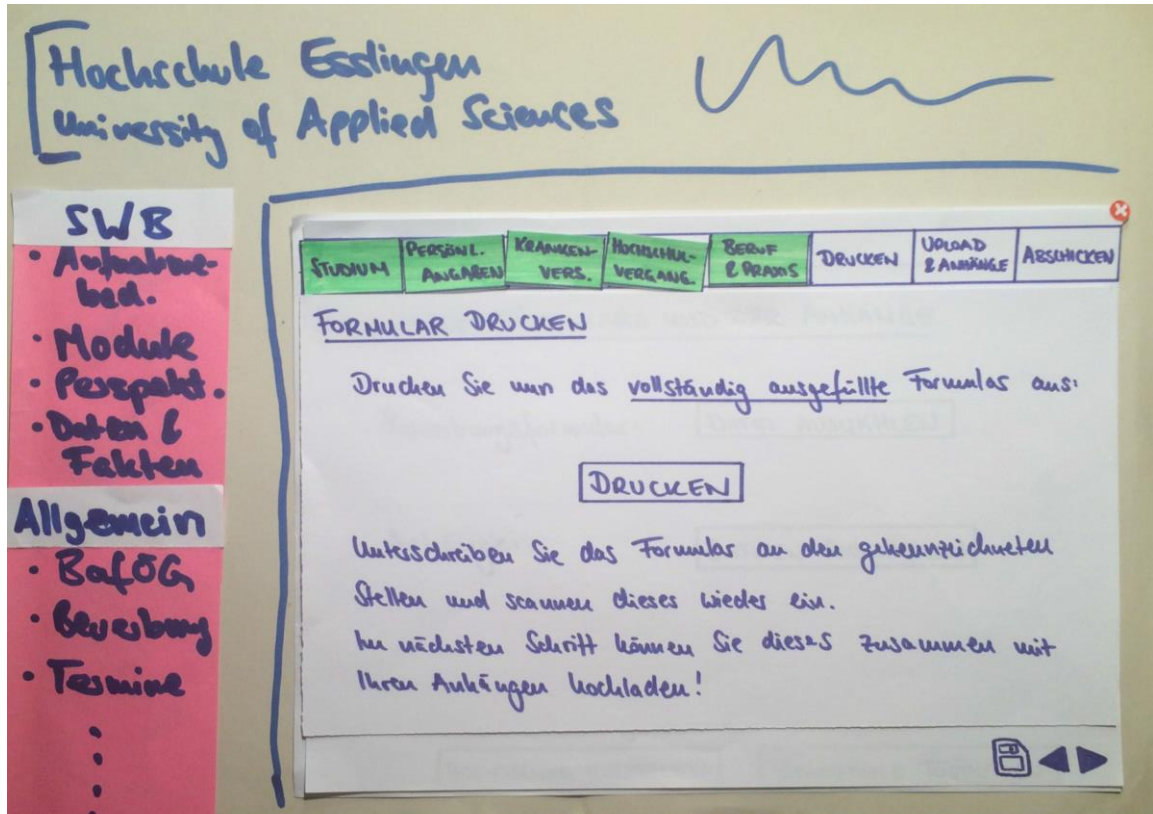 Hochschule Esslingen
University of Applied Sciences
SWB
• Aufnahme-
bed.
• Module
• Perspekt.
• Daten &
Fakten
Allgemein
• BafÖG
• Bewerbung
• Termine
STUDIUM
PERSÖNL.
ANGABEN
KRANKEN-
VERS.
HOCHSCHUL-
VERGANG.
BERUF
& PRAXIS
DRUCKEN
UPLOAD
& ANHÄNGE
ABSCHICKEN
FORMULAR DRUCKEN
Drucken Sie nun das vollständig ausgefüllte Formular aus:
DRUCKEN
Unterschreiben Sie das Formular an den gekennzeichneten
Stellen und scannen dieses wieder ein.
Im nächsten Schritt können Sie dieses zusammen mit
Ihren Anhängen hochladen!